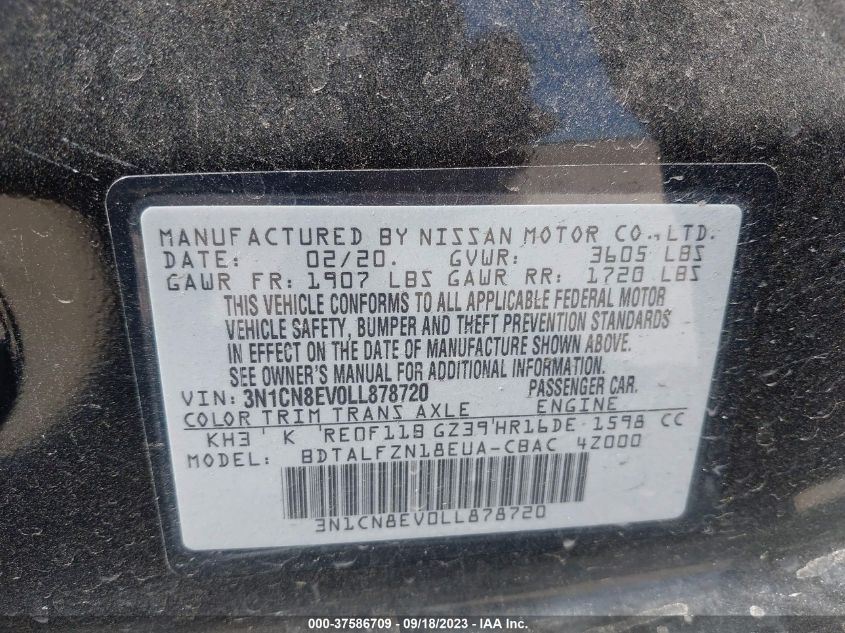 MANUFACTURED BY NISSAN MOTOR CO., LTD.
DATE: 02/20. GVWR: 3605 LBS
GAWR FR: 1907 LBS GAWR RR: 1720 LBS
THIS VEHICLE CONFORMS TO ALL APPLICABLE FEDERAL MOTOR
VEHICLE SAFETY, BUMPER AND THEFT PREVENTION STANDARDS
IN EFFECT ON THE DATE OF MANUFACTURE SHOWN ABOVE.
SEE OWNER'S MANUAL FOR ADDITIONAL INFORMATION.
VIN: 3N1CN8EV0LL878720 PASSENGER CAR.
COLOR TRIM TRANS AXLE ENGINE
KH3 K RE0F11B GZ39 HR16DE 1598 CC
MODEL: BDTALFZN18EUA-CBAC 4Z000
3N1CN8EV0LL878720
000-37586709 - 09/18/2023 - IAA Inc.